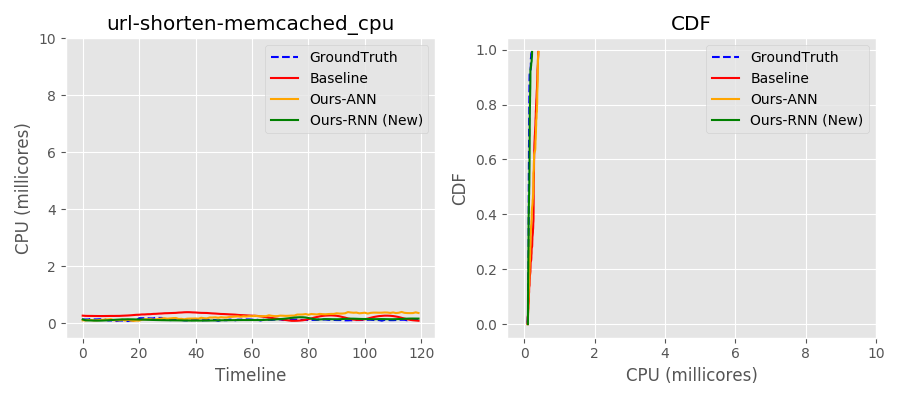 url-shorten-memcached_cpu
CPU (millicores)
10
8
6
4
2
0
0 20 40 60 80 100 120
Timeline
GroundTruth
Baseline
Ours-ANN
Ours-RNN (New)
CDF
CDF
1.0
0.8
0.6
0.4
0.2
0.0
0 2 4 6 8 10
CPU (millicores)
GroundTruth
Baseline
Ours-ANN
Ours-RNN (New)